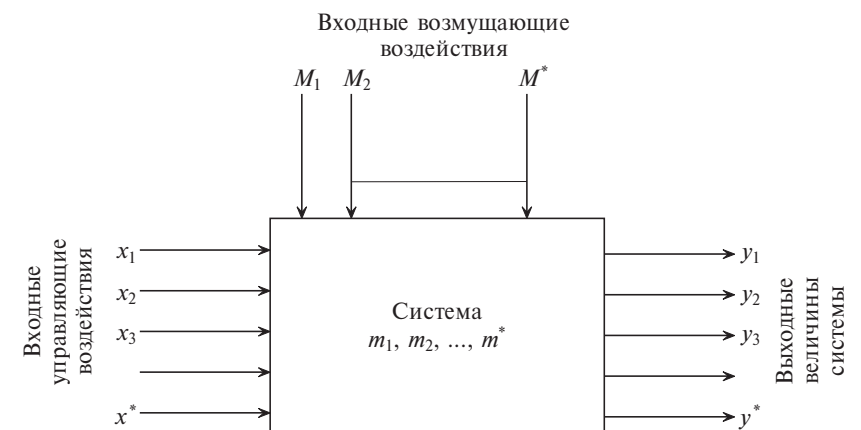 Входные возмущающие
воздействия
M₁ M₂ M*
Входные
управляющие
воздействия
x₁
x₂
x₃
x*
Система
m₁, m₂, ..., m*
y₁
y₂
y₃
y*
Выходные
величины
системы